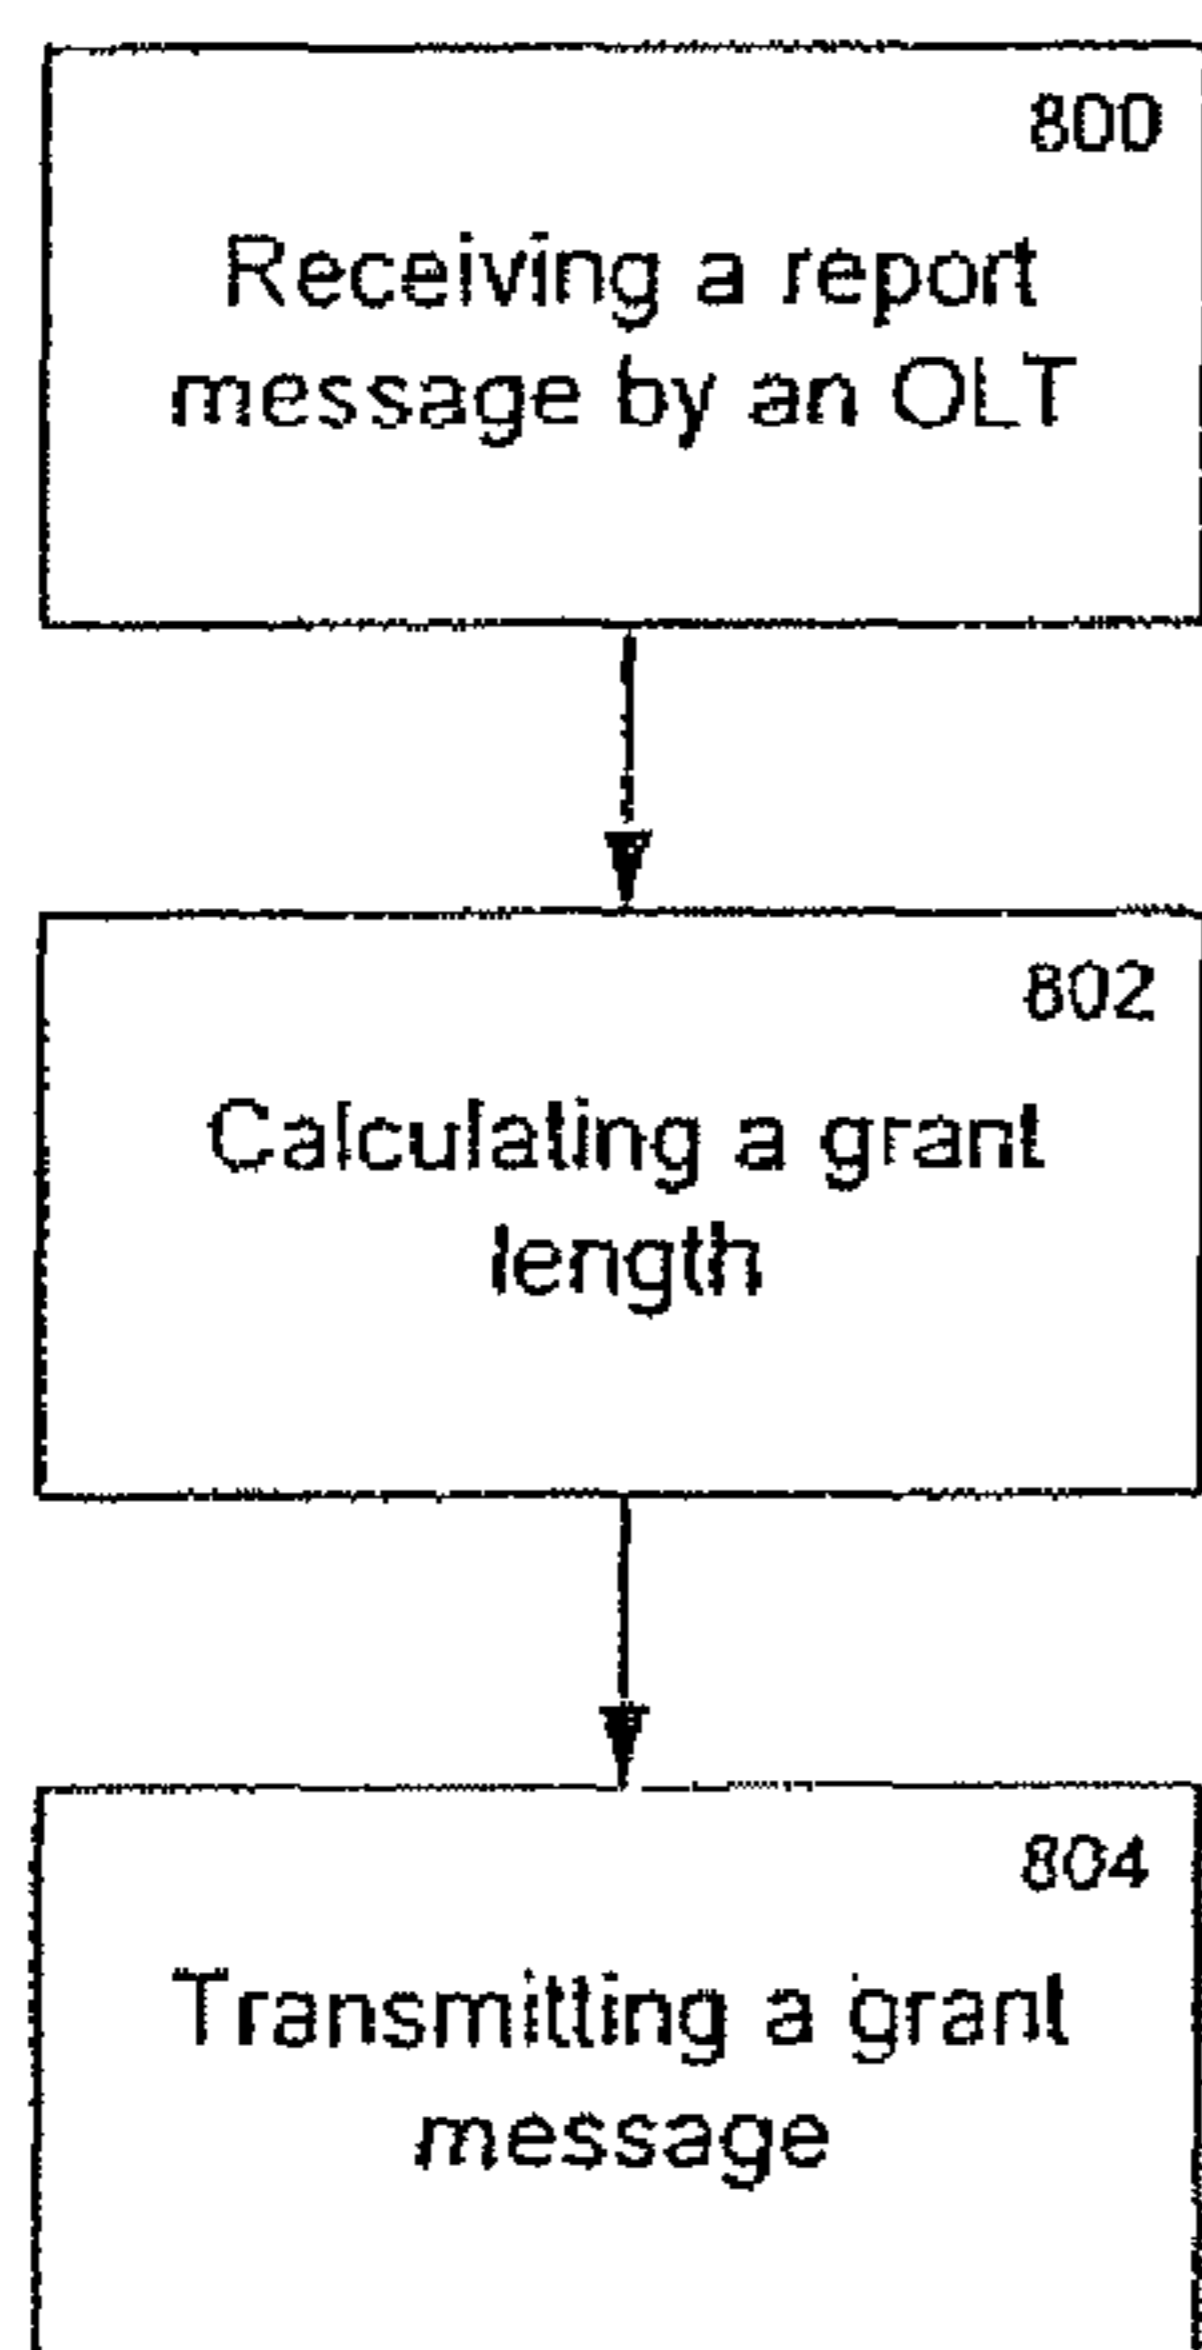 800
Receiving a report
message by an OLT
802
Calculating a grant
length
804
Transmitting a grant
message